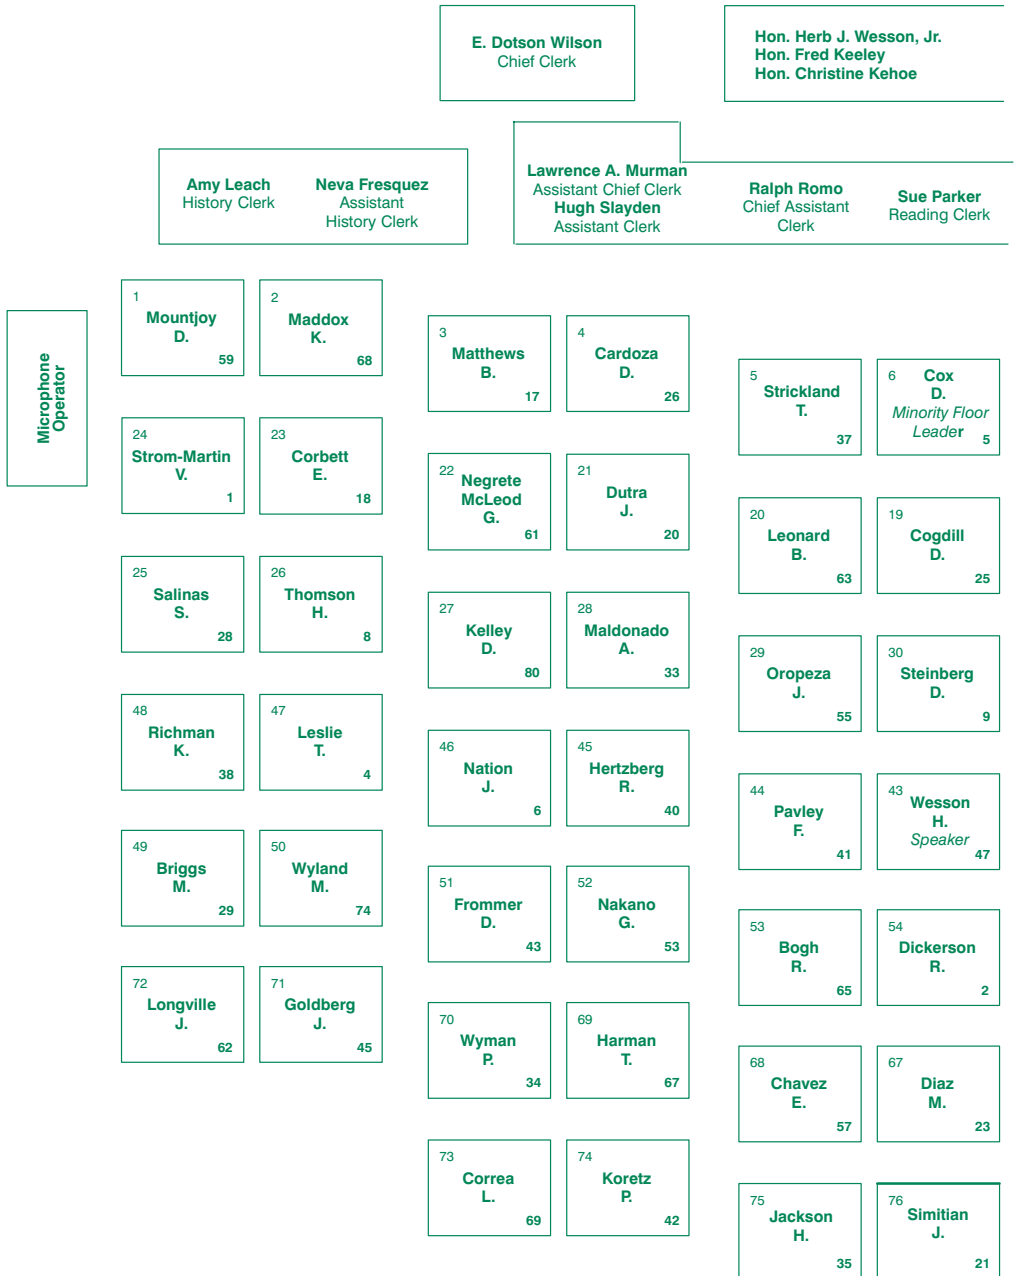 E. Dotson Wilson
Chief Clerk
Hon. Herb J. Wesson, Jr.
Hon. Fred Keeley
Hon. Christine Kehoe
Amy Leach
History Clerk
Neva Fresquez
Assistant
History Clerk
Lawrence A. Murman
Assistant Chief Clerk
Hugh Slayden
Assistant Clerk
Ralph Romo
Chief Assistant
Clerk
Sue Parker
Reading Clerk
Microphone
Operator
1
Mountjoy
D.
59
2
Maddox
K.
68
3
Matthews
B.
17
4
Cardoza
D.
26
5
Strickland
T.
37
6
Cox
D.
Minority Floor
Leader
5
24
Strom-Martin
V.
1
23
Corbett
E.
18
22
Negrete
McLeod
G.
61
21
Dutra
J.
20
20
Leonard
B.
63
19
Cogdill
D.
25
25
Salinas
S.
28
26
Thomson
H.
8
27
Kelley
D.
80
28
Maldonado
A.
33
29
Oropeza
J.
55
30
Steinberg
D.
9
48
Richman
K.
38
47
Leslie
T.
4
46
Nation
J.
6
45
Hertzberg
R.
40
44
Pavley
F.
41
43
Wesson
H.
Speaker
47
49
Briggs
M.
29
50
Wyland
M.
74
51
Frommer
D.
43
52
Nakano
G.
53
53
Bogh
R.
65
54
Dickerson
R.
2
72
Longville
J.
62
71
Goldberg
J.
45
70
Wyman
P.
34
69
Harman
T.
67
68
Chavez
E.
57
67
Diaz
M.
23
73
Correa
L.
69
74
Koretz
P.
42
75
Jackson
H.
35
76
Simitian
J.
21